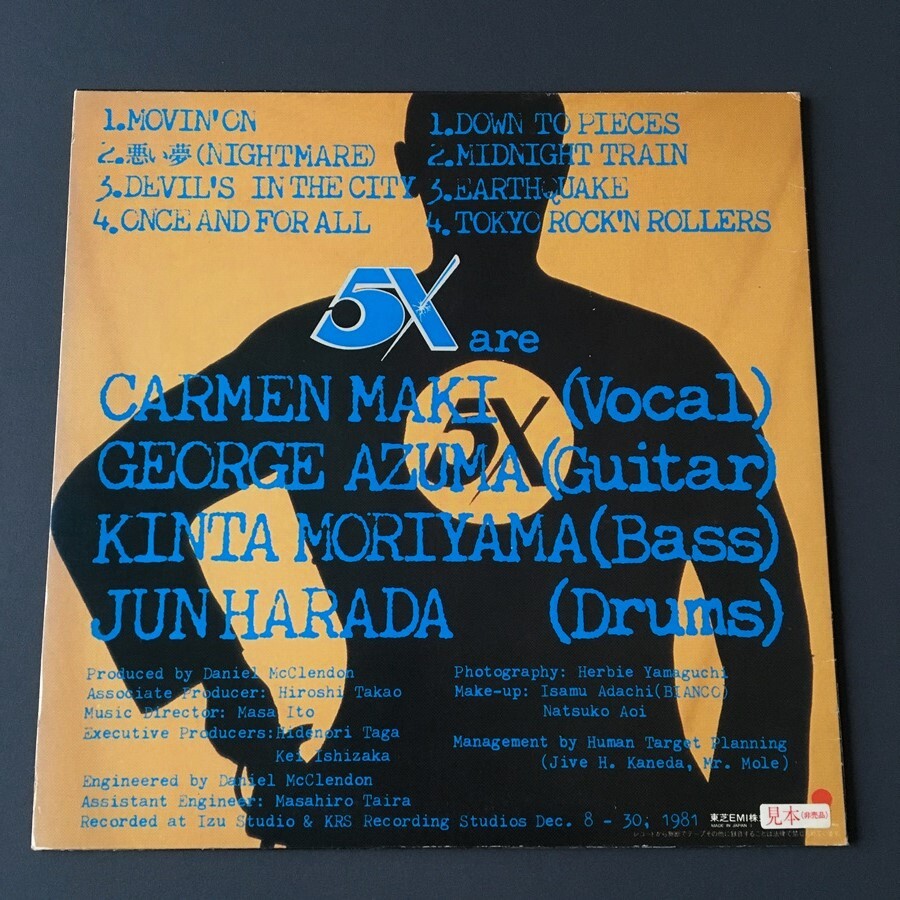 1.MOVIN' ON
2.悪い夢(NIGHTMARE)
3.DEVIL'S IN THE CITY
4.ONCE AND FOR ALL
1.DOWN TO PIECES
2.MIDNIGHT TRAIN
3.EARTHQUAKE
4.TOKYO ROCK'N ROLLERS
5X are
5X
CARMEN MAKI (Vocal)
GEORGE AZUMA (Guitar)
KINTA MORIYAMA (Bass)
JUN HARADA (Drums)
Produced by Daniel McClendon
Associate Producer: Hiroshi Takao
Music Director: Masa Ito
Executive Producers: Hidenori Taga
Kei Ishizaka
Engineered by Daniel McClendon
Assistant Engineer: Masahiro Taira
Recorded at Izu Studio & KRS Recording Studios Dec. 8 - 30, 1981
Photography: Herbie Yamaguchi
Make-up: Isamu Adachi(BIANCO)
Natsuko Aoi
Management by Human Target Planning
(Jive H. Kaneda, Mr. Mole)
東芝EMI株
MADE IN JAPAN
見本(非売品)